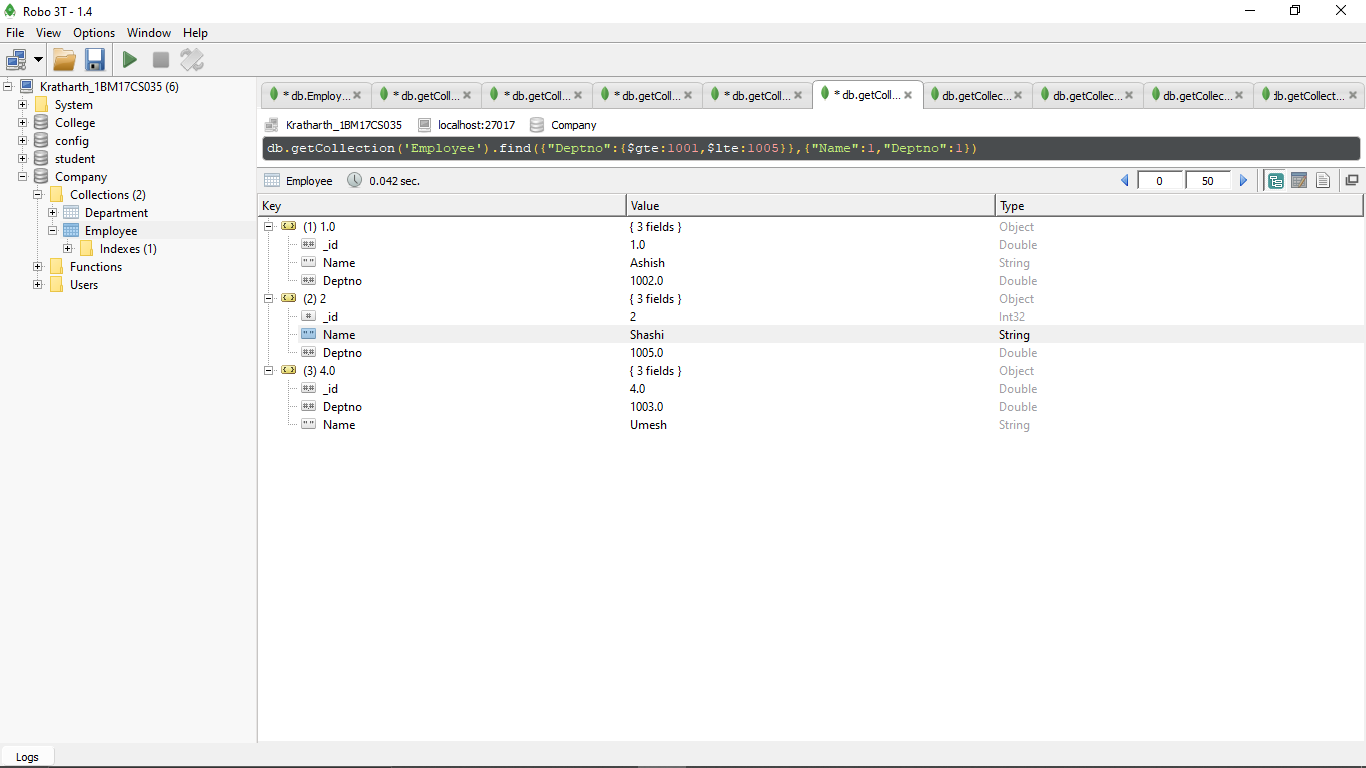 Robo 3T - 1.4
File View Options Window Help
Kratharth_1BM17CS035 (6)
System
College
config
student
Company
Collections (2)
Department
Employee
Indexes (1)
Functions
Users
* db.Employ... * db.getColl... * db.getColl... * db.getColl... * db.getColl... * db.getColl... db.getCollec... db.getCollec... db.getCollec... db.getCollect...
Kratharth_1BM17CS035 localhost:27017 Company
db.getCollection('Employee').find({"Deptno":{$gte:1001,$lte:1005}},{"Name":1,"Deptno":1})
Employee 0.042 sec. 0 50
Key Value Type
(1) 1.0 { 3 fields } Object
_id 1.0 Double
Name Ashish String
Deptno 1002.0 Double
(2) 2 { 3 fields } Object
_id 2 Int32
Name Shashi String
Deptno 1005.0 Double
(3) 4.0 { 3 fields } Object
_id 4.0 Double
Deptno 1003.0 Double
Name Umesh String
Logs